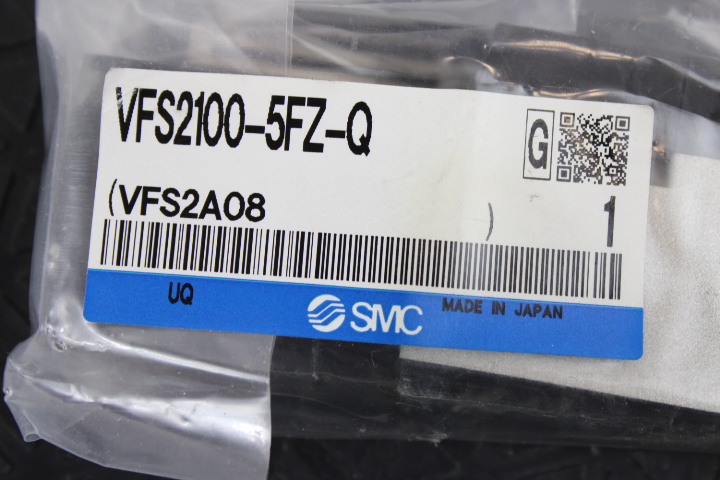 VFS2100-5FZ-Q
G
(VFS2A08 )
1
UQ
SMC
MADE IN JAPAN